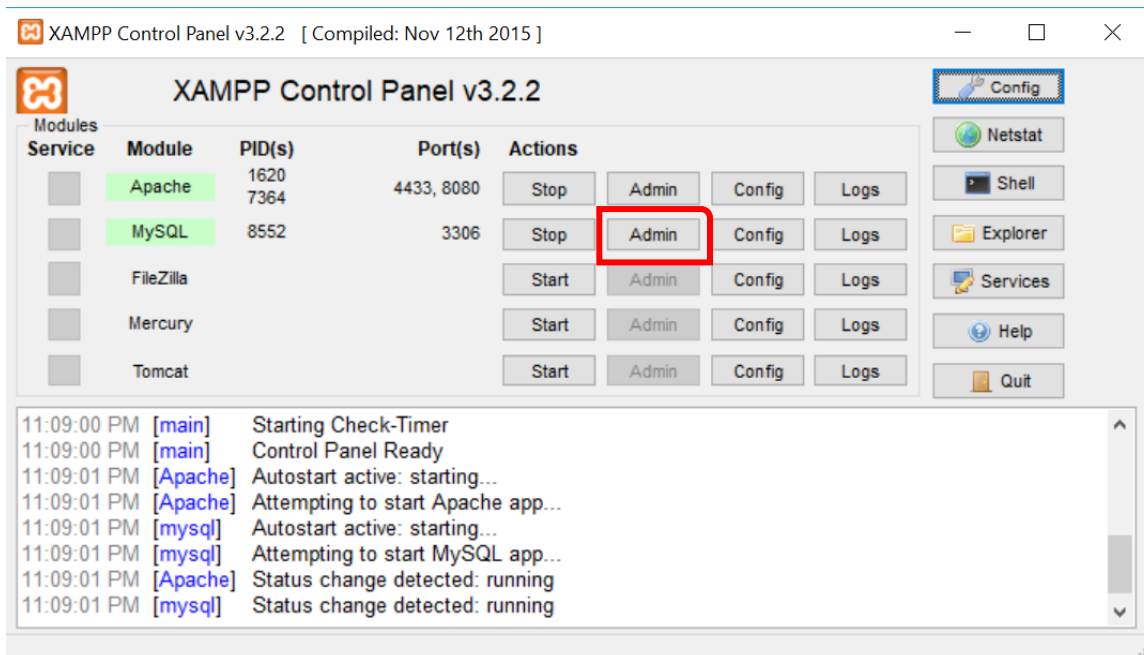 XAMPP Control Panel v3.2.2 [ Compiled: Nov 12th 2015 ]
XAMPP Control Panel v3.2.2
Config
Modules
Service Module PID(s) Port(s) Actions
Netstat
Apache 1620 7364 4433, 8080 Stop Admin Config Logs
Shell
MySQL 8552 3306 Stop Admin Config Logs
Explorer
FileZilla Start Admin Config Logs
Services
Mercury Start Admin Config Logs
Help
Tomcat Start Admin Config Logs
Quit
11:09:00 PM [main] Starting Check-Timer
11:09:00 PM [main] Control Panel Ready
11:09:01 PM [Apache] Autostart active: starting...
11:09:01 PM [Apache] Attempting to start Apache app...
11:09:01 PM [mysql] Autostart active: starting...
11:09:01 PM [mysql] Attempting to start MySQL app...
11:09:01 PM [Apache] Status change detected: running
11:09:01 PM [mysql] Status change detected: running